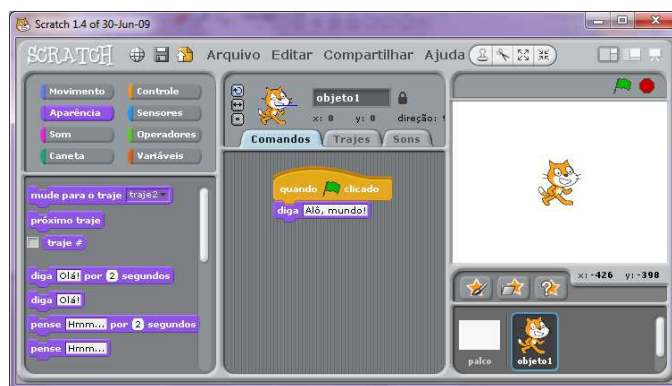 Scratch 1.4 of 30-Jun-09
SCRATCH Arquivo Editar Compartilhar Ajuda
Movimento Controle
Aparência Sensores
Som Operadores
Caneta Variáveis
mude para o traje traje2
próximo traje
traje #
diga Olá! por 2 segundos
diga Olá!
pense Hmm... por 2 segundos
pense Hmm...
objeto1
x: 0 y: 0 direção:
Comandos Trajes Sons
quando clicado
diga Alô, mundo!
x: -426 y: -398
palco objeto1